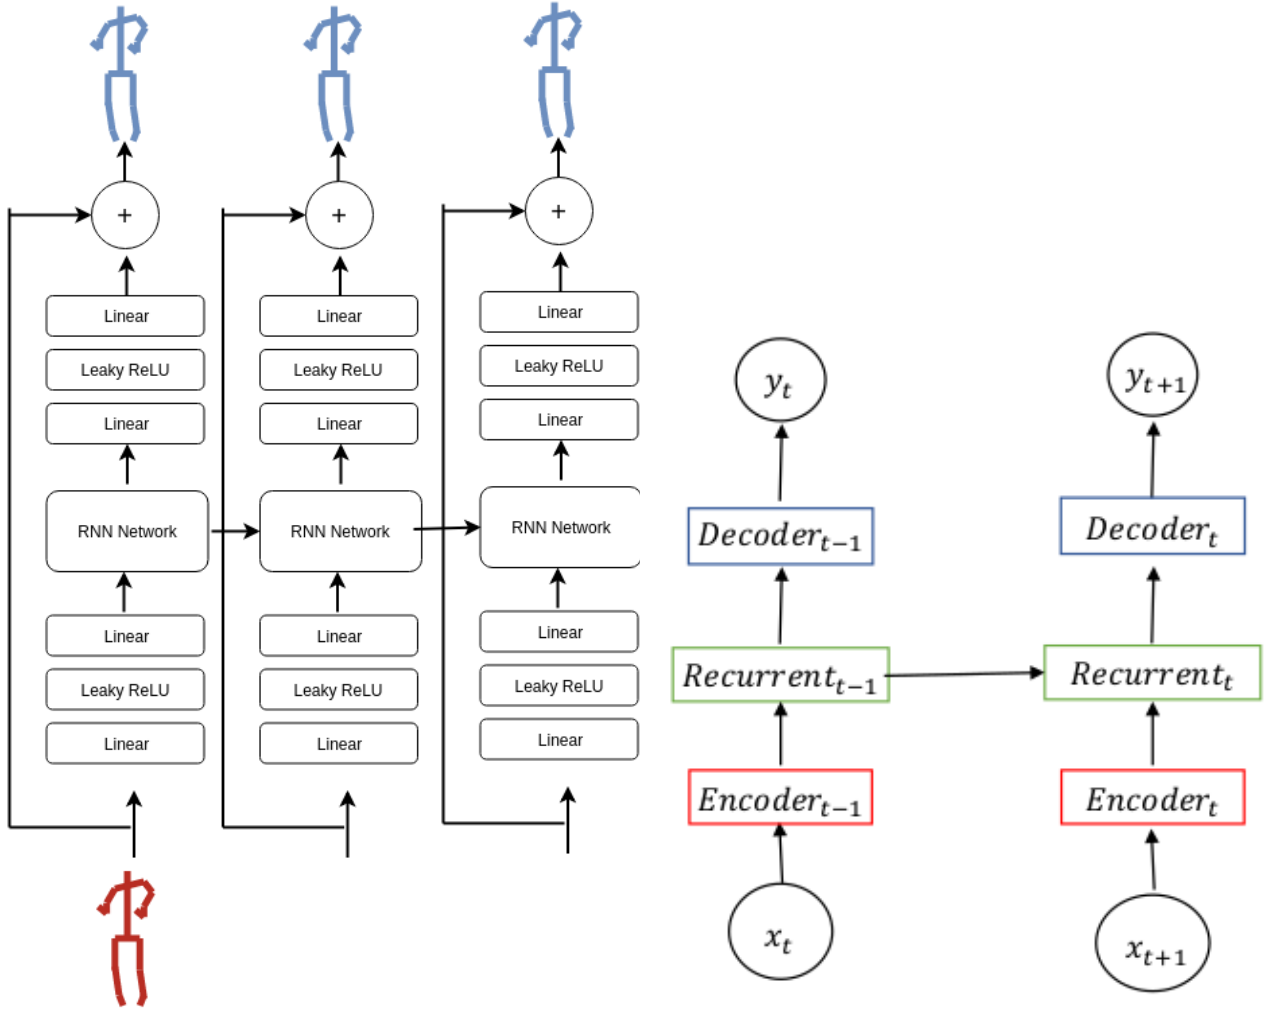 +
+
+
Linear
Linear
Linear
Leaky ReLU
Leaky ReLU
Leaky ReLU
Linear
Linear
Linear
RNN Network
RNN Network
RNN Network
Linear
Linear
Linear
Leaky ReLU
Leaky ReLU
Leaky ReLU
Linear
Linear
Linear
y_t
y_{t+1}
Decoder_{t−1}
Decoder_t
Recurrent_{t−1}
Recurrent_t
Encoder_{t−1}
Encoder_t
x_t
x_{t+1}